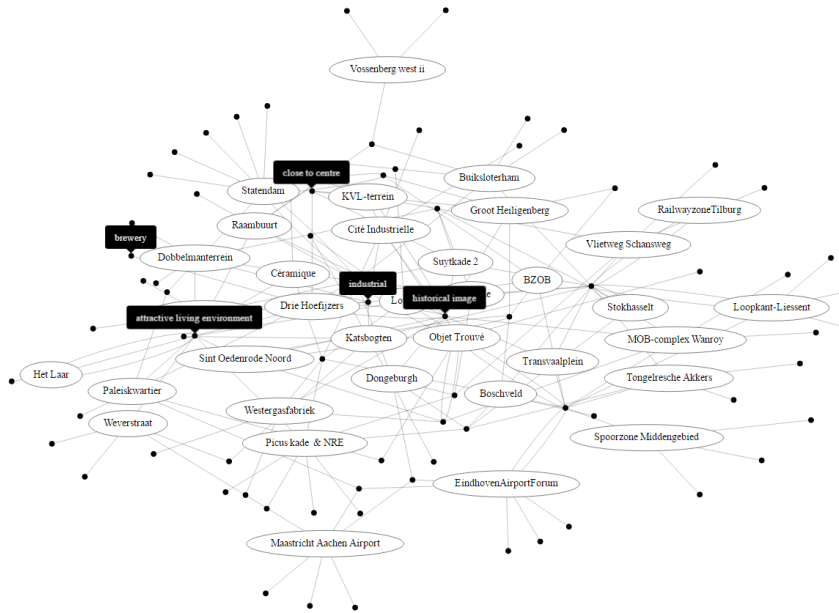 Vossenberg west ii
close to centre
Buiksloterham
Statendam
KVL-terrein
Groot Heiligenberg
RailwayzoneTilburg
Raambuurt
Cité Industrielle
brewery
Vlietweg Schansweg
Dobbelmanterrein
Suytkade 2
Céramique
BZOB
industrial
historical image
Drie Hoefijzers
Stokhasselt
Loopkant-Liessent
attractive living environment
Katsbogten
Objet Trouvé
MOB-complex Wanroy
Sint Oedenrode Noord
Transvaalplein
Het Laar
Dongeburgh
Tongelresche Akkers
Paleiskwartier
Boschveld
Westergasfabriek
Weverstraat
Picus kade & NRE
Spoorzone Middengebied
EindhovenAirportForum
Maastricht Aachen Airport